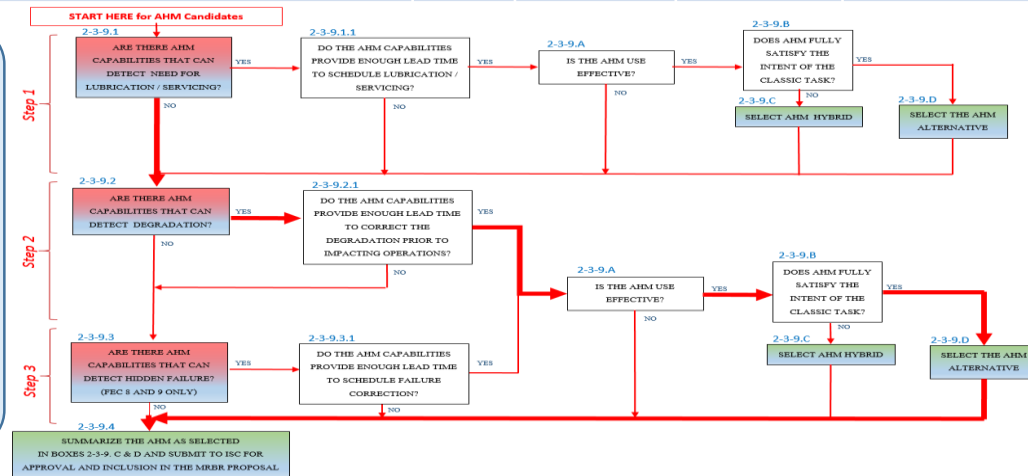 START HERE for AHM Candidates
2-3-9.1
ARE THERE AHM
CAPABILITIES THAT CAN
DETECT NEED FOR
LUBRICATION / SERVICING?
YES
NO
2-3-9.1.1
DO THE AHM CAPABILITIES
PROVIDE ENOUGH LEAD TIME
TO SCHEDULE LUBRICATION /
SERVICING?
YES
NO
2-3-9.A
IS THE AHM USE
EFFECTIVE?
YES
NO
2-3-9.B
DOES AHM FULLY
SATISFY THE
INTENT OF THE
CLASSIC TASK?
YES
NO
2-3-9.C
SELECT AHM HYBRID
2-3-9.D
SELECT THE AHM
ALTERNATIVE
Step 1
2-3-9.2
ARE THERE AHM
CAPABILITIES THAT CAN
DETECT DEGRADATION?
YES
NO
2-3-9.2.1
DO THE AHM CAPABILITIES
PROVIDE ENOUGH LEAD TIME
TO CORRECT THE
DEGRADATION PRIOR TO
IMPACTING OPERATIONS?
YES
NO
Step 2
2-3-9.A
IS THE AHM USE
EFFECTIVE?
YES
NO
2-3-9.B
DOES AHM FULLY
SATISFY THE
INTENT OF THE
CLASSIC TASK?
YES
NO
2-3-9.C
SELECT AHM HYBRID
2-3-9.D
SELECT THE AHM
ALTERNATIVE
2-3-9.3
ARE THERE AHM
CAPABILITIES THAT CAN
DETECT HIDDEN FAILURE?
(FEC 8 AND 9 ONLY)
YES
NO
2-3-9.3.1
DO THE AHM CAPABILITIES
PROVIDE ENOUGH LEAD TIME
TO SCHEDULE FAILURE
CORRECTION?
YES
NO
Step 3
2-3-9.4
SUMMARIZE THE AHM AS SELECTED
IN BOXES 2-3-9. C & D AND SUBMIT TO ISC FOR
APPROVAL AND INCLUSION IN THE MRBR PROPOSAL